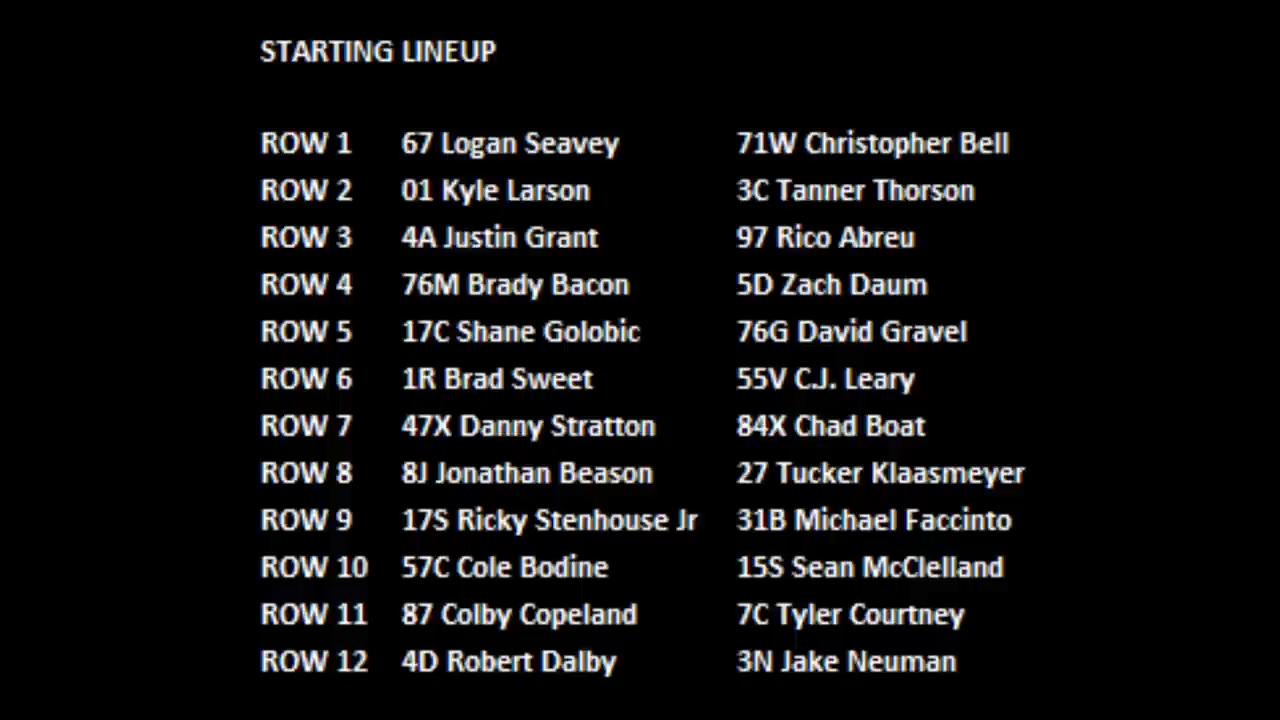 STARTING LINEUP
ROW 1 67 Logan Seavey 71W Christopher Bell
ROW 2 01 Kyle Larson 3C Tanner Thorson
ROW 3 4A Justin Grant 97 Rico Abreu
ROW 4 76M Brady Bacon 5D Zach Daum
ROW 5 17C Shane Golobic 76G David Gravel
ROW 6 1R Brad Sweet 55V C.J. Leary
ROW 7 47X Danny Stratton 84X Chad Boat
ROW 8 8J Jonathan Beason 27 Tucker Klaasmeyer
ROW 9 17S Ricky Stenhouse Jr 31B Michael Faccinto
ROW 10 57C Cole Bodine 15S Sean McClelland
ROW 11 87 Colby Copeland 7C Tyler Courtney
ROW 12 4D Robert Dalby 3N Jake Neuman